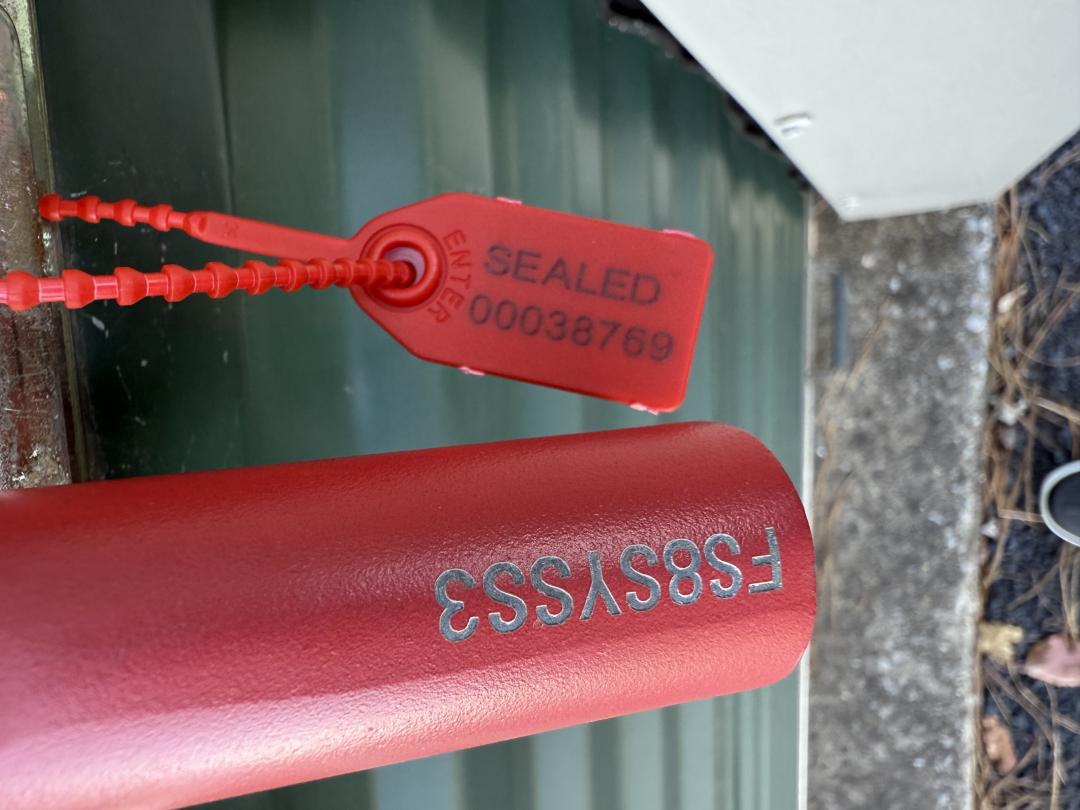 ENTER
SEALED
00038769
FS8SYSS3